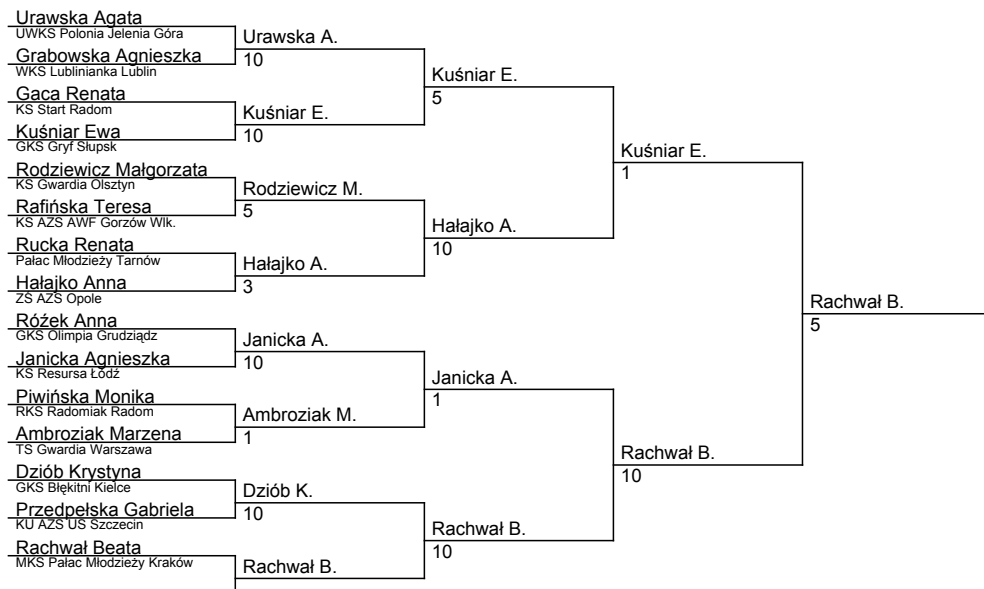 Urawska Agata
UWKS Polonia Jelenia Góra
Urawska A.
10
Grabowska Agnieszka
WKS Lublinianka Lublin
Kuśniar E.
5
Gaca Renata
KS Start Radom
Kuśniar E.
10
Kuśniar Ewa
GKS Gryf Słupsk
Kuśniar E.
1
Rodziewicz Małgorzata
KS Gwardia Olsztyn
Rodziewicz M.
5
Rafińska Teresa
KS AZS AWF Gorzów Wlk.
Hałajko A.
10
Rucka Renata
Pałac Młodzieży Tarnów
Hałajko A.
3
Hałajko Anna
ZŚ AZS Opole
Rachwał B.
5
Różek Anna
GKS Olimpia Grudziądz
Janicka A.
10
Janicka Agnieszka
KS Resursa Łódź
Janicka A.
1
Piwińska Monika
RKS Radomiak Radom
Ambroziak M.
1
Ambroziak Marzena
TS Gwardia Warszawa
Rachwał B.
10
Dziób Krystyna
GKS Błękitni Kielce
Dziób K.
10
Przedpełska Gabriela
KU AZS US Szczecin
Rachwał B.
10
Rachwał Beata
MKS Pałac Młodzieży Kraków
Rachwał B.